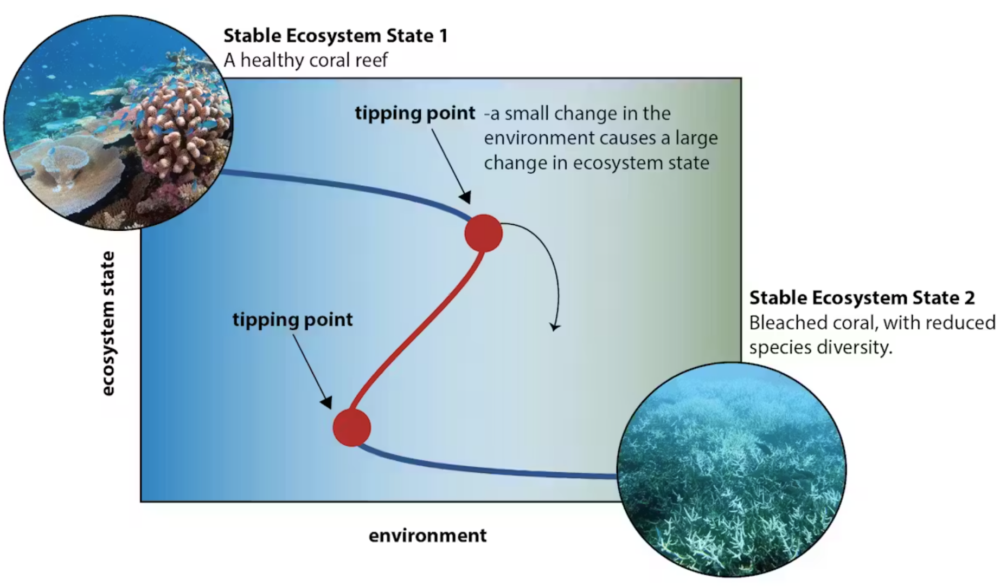 Stable Ecosystem State 1
A healthy coral reef
tipping point -a small change in the
environment causes a large
change in ecosystem state
ecosystem state
tipping point
Stable Ecosystem State 2
Bleached coral, with reduced
species diversity.
environment